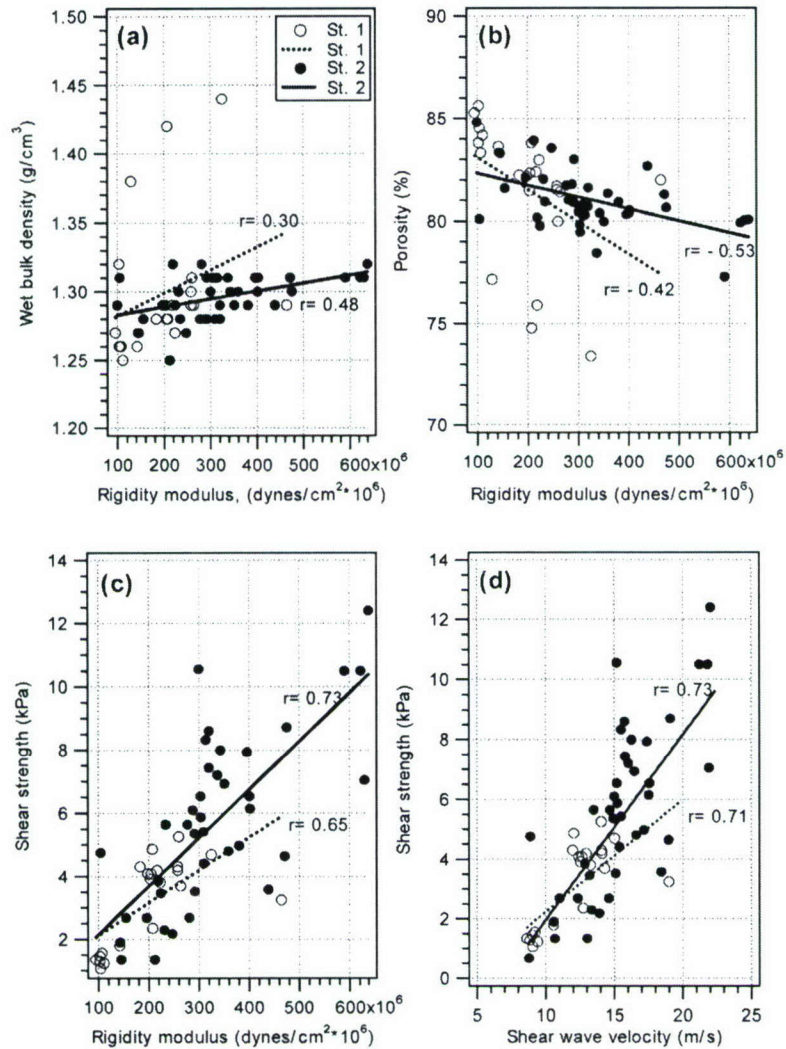 (a)
St. 1
St. 1
St. 2
St. 2
r= 0.30
r= 0.48
1.50
1.45
1.40
1.35
1.30
1.25
1.20
Wet bulk density (g/cm³)
100 200 300 400 500 600x10⁶
Rigidity modulus, (dynes/cm²*10⁶)
(b)
r= - 0.53
r= - 0.42
90
85
80
75
70
Porosity (%)
100 200 300 400 500 600x10⁶
Rigidity modulus (dynes/cm²*10⁶)
(c)
r= 0.73
r= 0.65
14
12
10
8
6
4
2
Shear strength (kPa)
100 200 300 400 500 600x10⁶
Rigidity modulus (dynes/cm²*10⁶)
(d)
r= 0.73
r= 0.71
14
12
10
8
6
4
2
0
Shear strength (kPa)
5 10 15 20 25
Shear wave velocity (m/s)